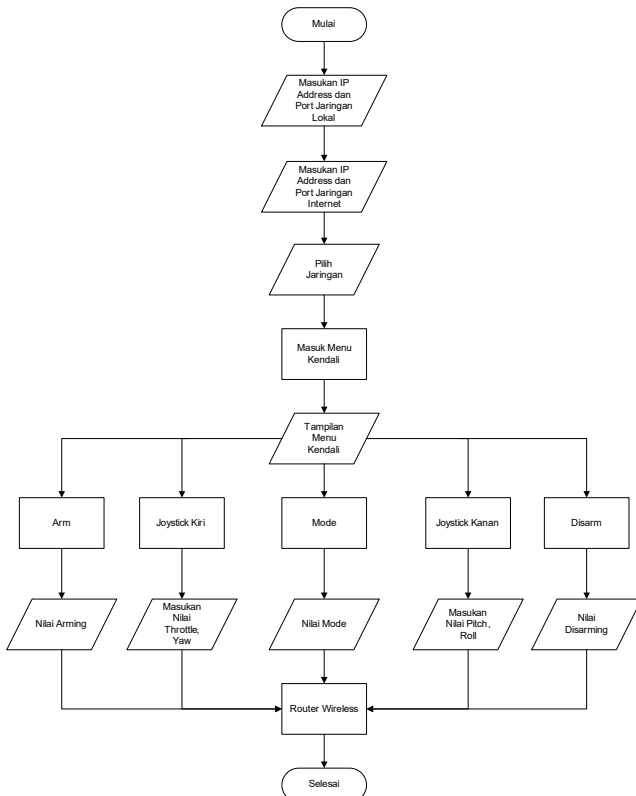 Mulai
Masukan IP
Address dan
Port Jaringan
Lokal
Masukan IP
Address dan
Port Jaringan
Internet
Pilih
Jaringan
Masuk Menu
Kendali
Tampilan
Menu
Kendali
Arm
Joystick Kiri
Mode
Joystick Kanan
Disarm
Nilai Arming
Masukan
Nilai
Throttle,
Yaw
Nilai Mode
Masukan
Nilai Pitch ,
Roll
Nilai
Disarming
Router Wireless
Selesai